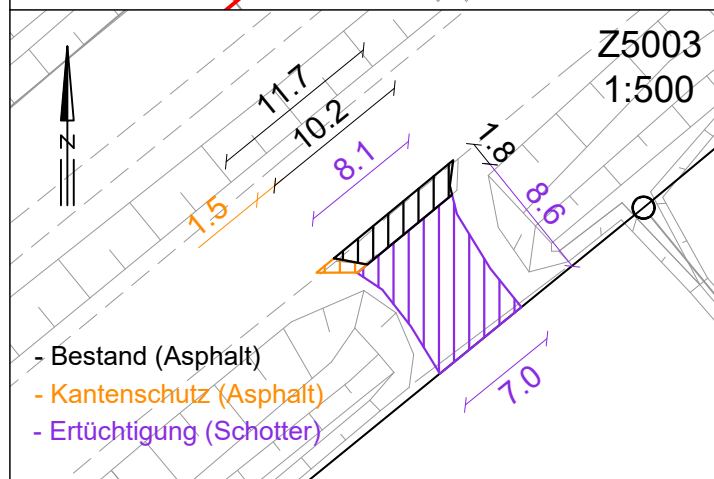 Z5003
1:500
N
11.7
10.2
8.1
1.8
8.6
1.5
7.0
- Bestand (Asphalt)
- Kantenschutz (Asphalt)
- Ertüchtigung (Schotter)